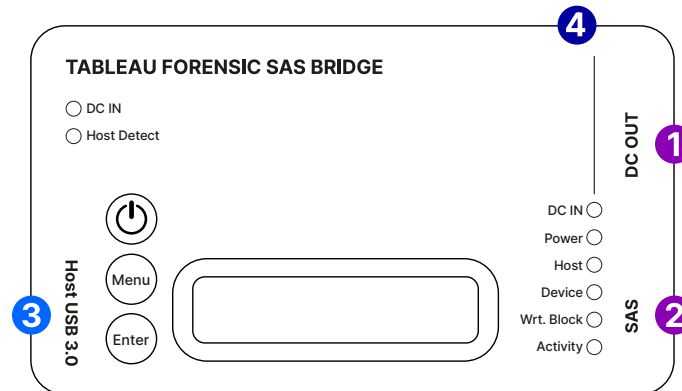 4
TABLEAU FORENSIC SAS BRIDGE
DC IN
Host Detect
DC OUT
1
DC IN
Power
Host
Device
Wrt. Block
Activity
Menu
Enter
Host USB 3.0
3
SAS
2